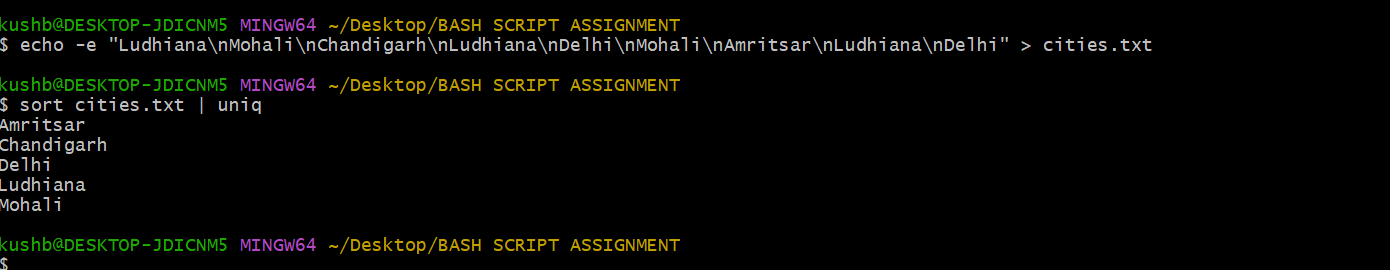 kushb@DESKTOP-JDICNM5 MINGW64 ~/Desktop/BASH SCRIPT ASSIGNMENT
$ echo -e "Ludhiana\nMohali\nChandigarh\nLudhiana\nDelhi\nMohali\nAmritsar\nLudhiana\nDelhi" > cities.txt
kushb@DESKTOP-JDICNM5 MINGW64 ~/Desktop/BASH SCRIPT ASSIGNMENT
$ sort cities.txt | uniq
Amritsar
Chandigarh
Delhi
Ludhiana
Mohali
kushb@DESKTOP-JDICNM5 MINGW64 ~/Desktop/BASH SCRIPT ASSIGNMENT
$